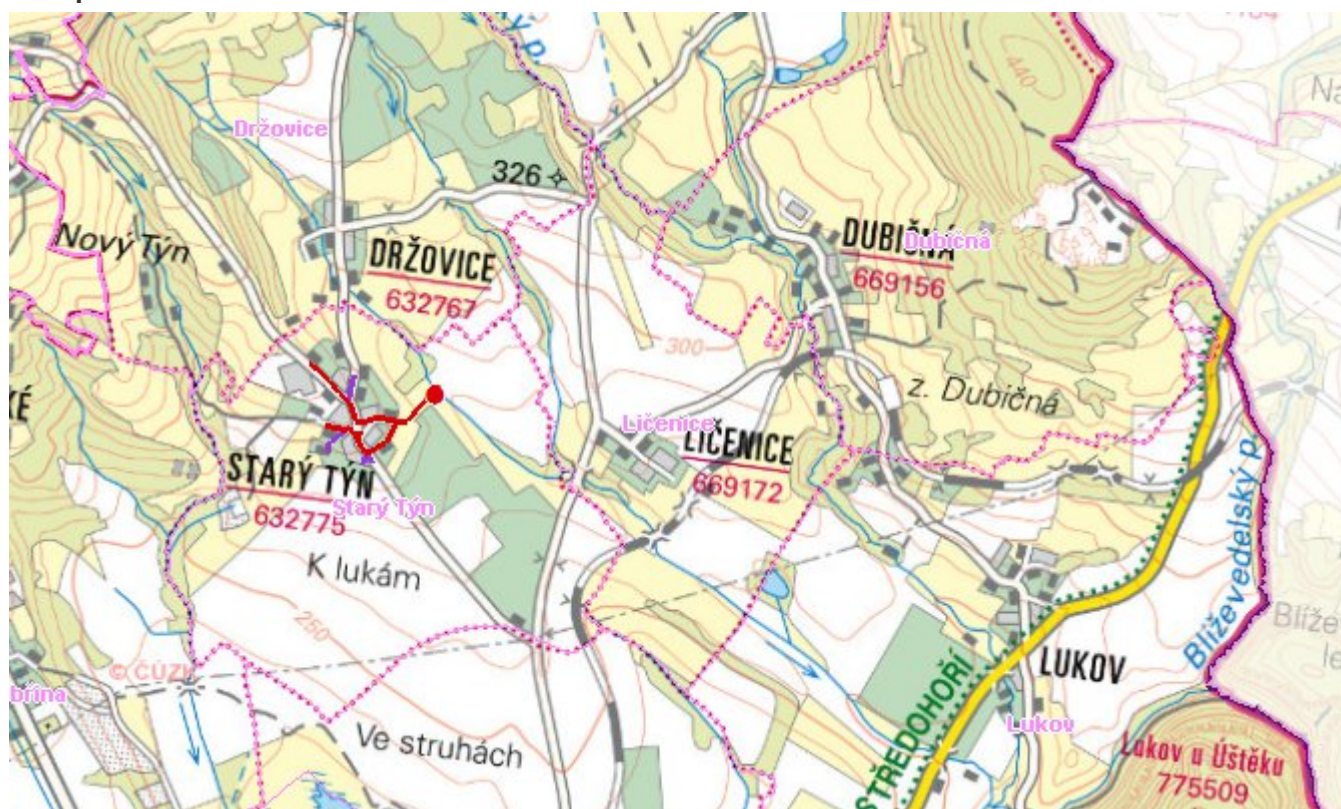 440
Držovice
326
Nový Týn
DRŽOVICE
632767
DUBIČNÁ
Dubičná
669156
300
z. Dubičná
Ličenice
LIČENICE
669172
STARÝ TÝN
632775
Starý Týn
K lukám
250
© ČÚZK
Blíževedelský p.
LUKOV
Lukov
STŘEDOHOŘÍ
Ve struhách
Lukov u Úštěku
775509